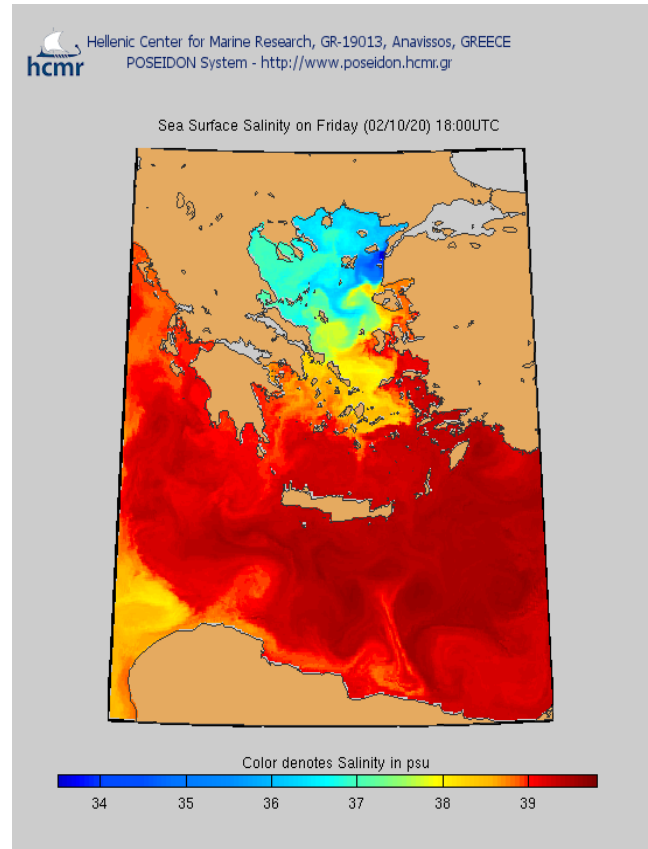 hcmr
Hellenic Center for Marine Research, GR-19013, Anavissos, GREECE
POSEIDON System - http://www.poseidon.hcmr.gr
Sea Surface Salinity on Friday (02/10/20) 18:00UTC
Color denotes Salinity in psu
34 35 36 37 38 39